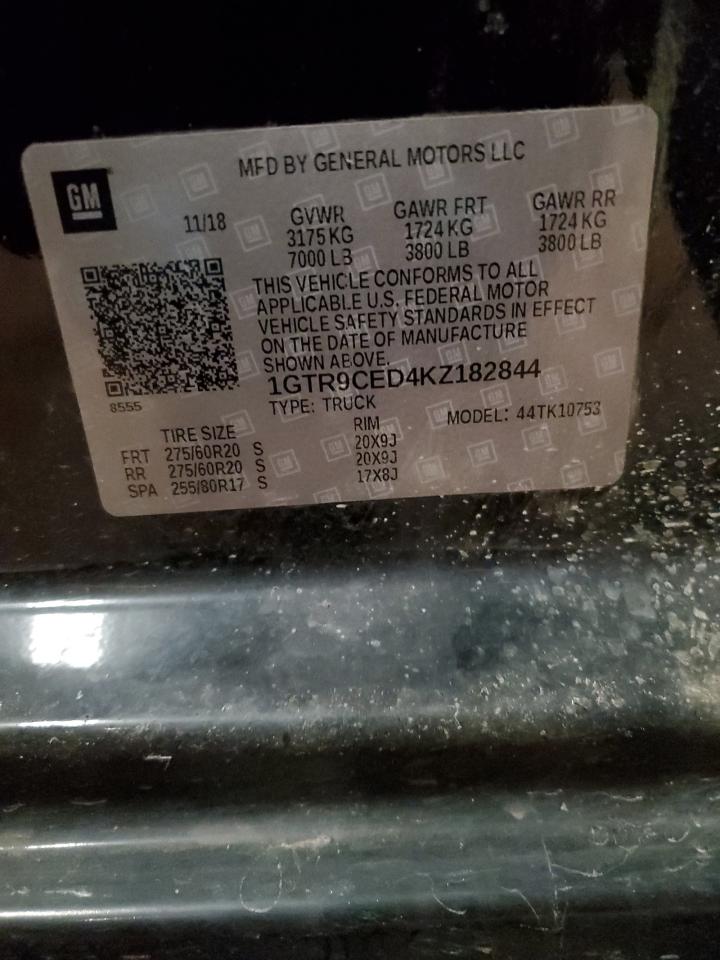 MFD BY GENERAL MOTORS LLC
GM
11/18
GVWR GAWR FRT GAWR RR
3175 KG 1724 KG 1724 KG
7000 LB 3800 LB 3800 LB
THIS VEHICLE CONFORMS TO ALL
APPLICABLE U.S. FEDERAL MOTOR
VEHICLE SAFETY STANDARDS IN EFFECT
ON THE DATE OF MANUFACTURE
SHOWN ABOVE.
1GTR9CED4KZ182844
8555
TYPE: TRUCK MODEL: 44TK10753
TIRE SIZE RIM
FRT 275/60R20 S 20X9J
RR 275/60R20 S 20X9J
SPA 255/80R17 S 17X8J